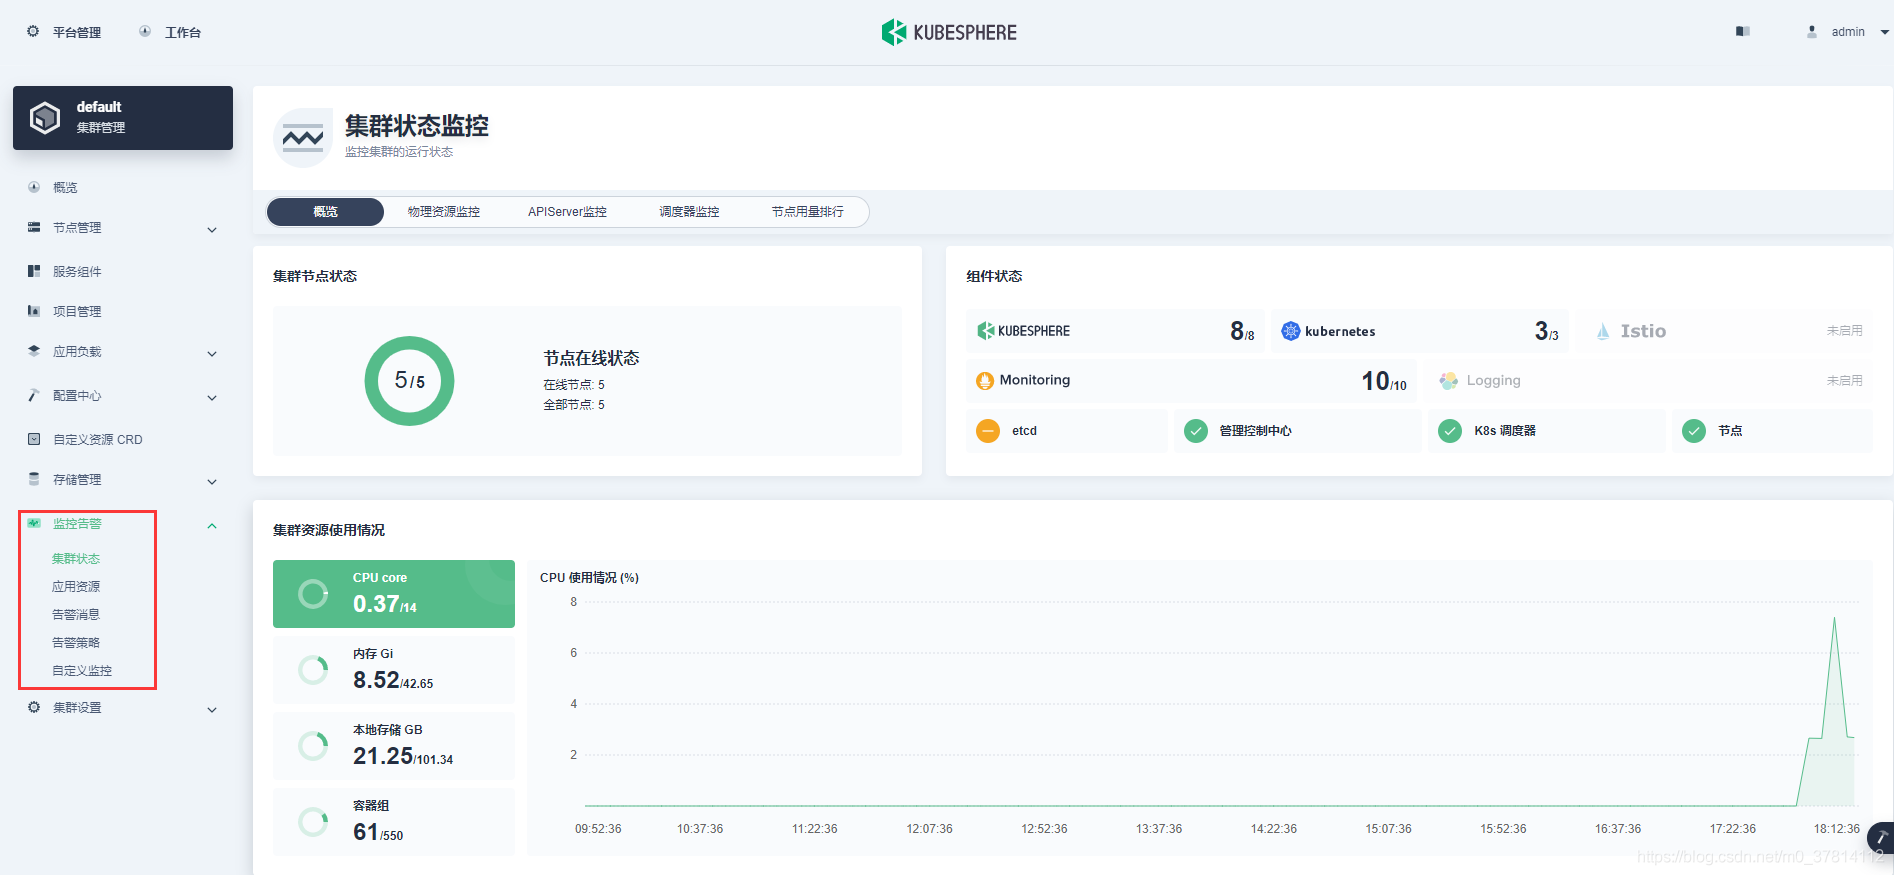 平台管理
工作台
KUBESPHERE
admin
default
集群管理
概览
节点管理
服务组件
项目管理
应用负载
配置中心
自定义资源 CRD
存储管理
监控告警
集群状态
应用资源
告警消息
告警策略
自定义监控
集群设置
集群状态监控
监控集群的运行状态
概览
物理资源监控
APIServer监控
调度器监控
节点用量排行
集群节点状态
5/5
节点在线状态
在线节点: 5
全部节点: 5
组件状态
KUBESPHERE
8/8
kubernetes
3/3
Istio
未启用
Monitoring
10/10
Logging
未启用
etcd
管理控制中心
K8s 调度器
节点
集群资源使用情况
CPU core
0.37/14
内存 Gi
8.52/42.65
本地存储 GB
21.25/101.34
容器组
61/550
CPU 使用情况 (%)
8
6
4
2
09:52:36
10:37:36
11:22:36
12:07:36
12:52:36
13:37:36
14:22:36
15:07:36
15:52:36
16:37:36
17:22:36
18:12:36
https://blog.csdn.net/m0_37814112